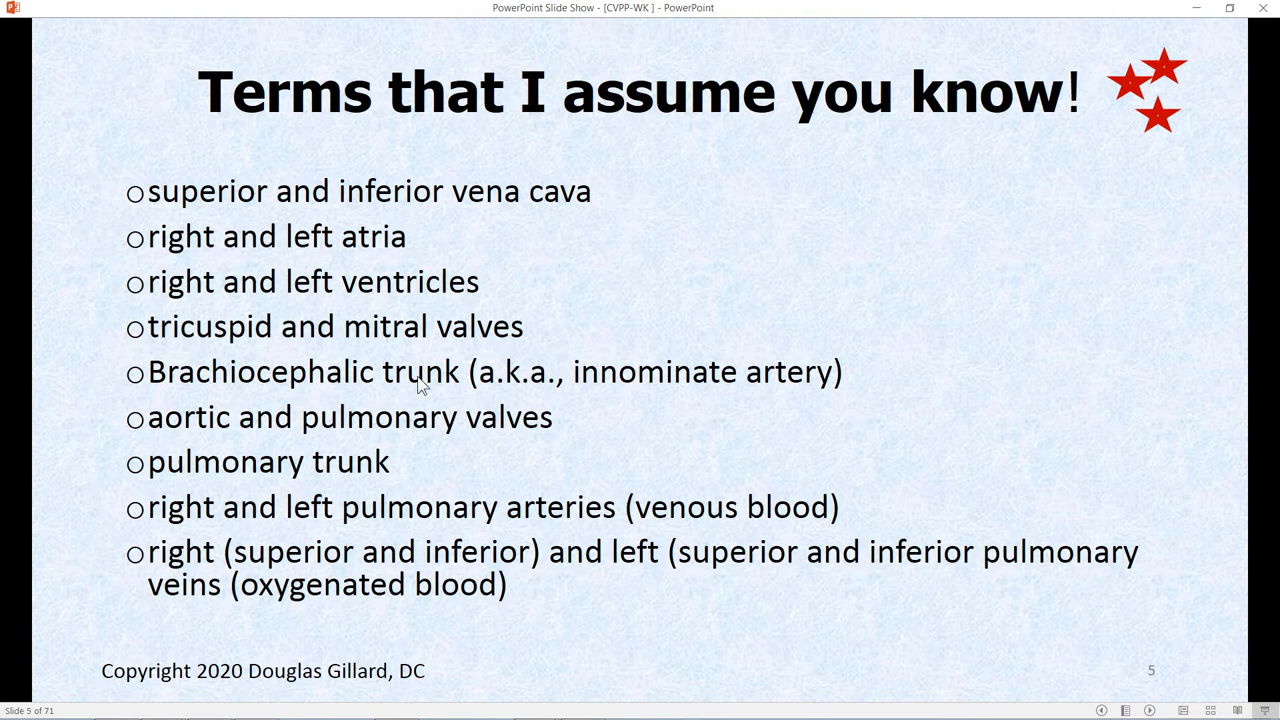 PowerPoint Slide Show - [CVPP-WK ] - PowerPoint
Terms that I assume you know!
superior and inferior vena cava
right and left atria
right and left ventricles
tricuspid and mitral valves
Brachiocephalic trunk (a.k.a., innominate artery)
aortic and pulmonary valves
pulmonary trunk
right and left pulmonary arteries (venous blood)
right (superior and inferior) and left (superior and inferior pulmonary
veins (oxygenated blood)
Copyright 2020 Douglas Gillard, DC
5
Slide 5 of 71